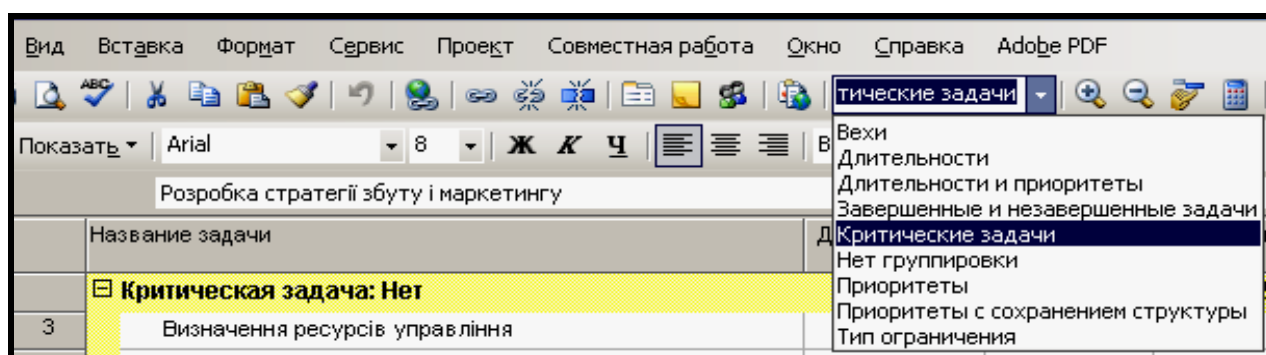 Вид Вставка Формат Сервис Проект Совместная работа Окно Справка Adobe PDF
ABC тические задачи
Показать Arial 8 Ж К Ч В
Розробка стратегії збуту і маркетингу
Название задачи Д
Вехи
Длительности
Длительности и приоритеты
Завершенные и незавершенные задачи
Критические задачи
Нет группировки
Приоритеты
Приоритеты с сохранением структуры
Тип ограничения
Критическая задача: Нет
3 Визначення ресурсів управління